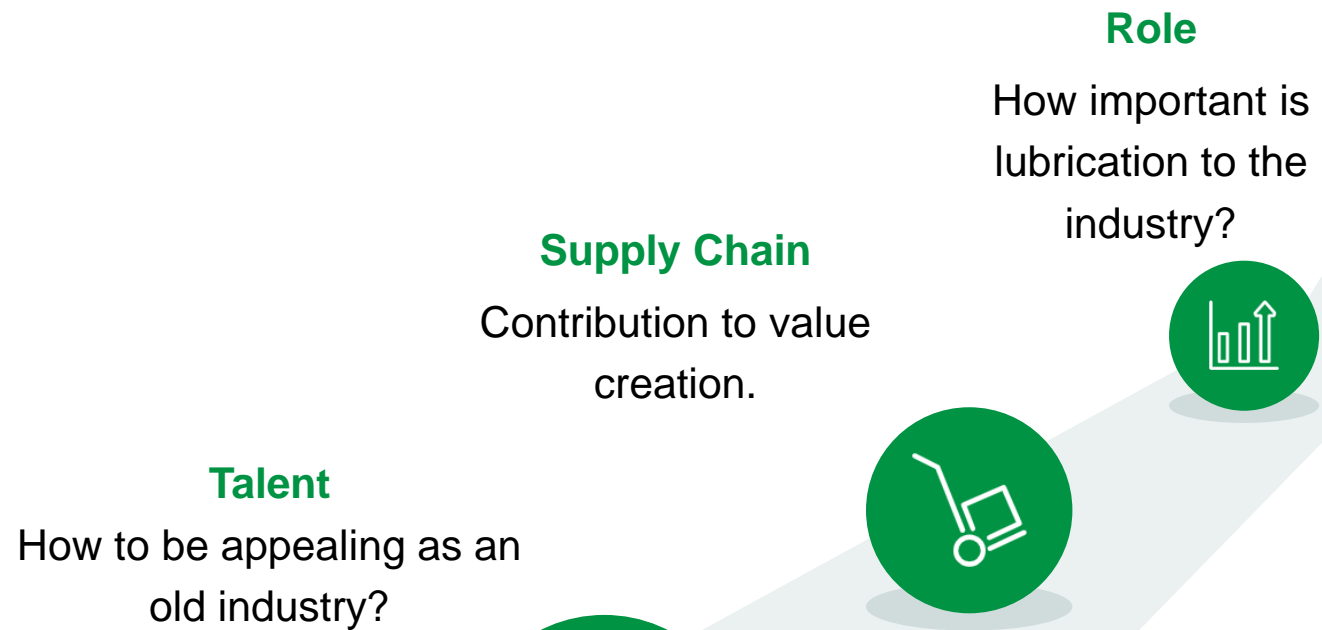 Role
How important is
lubrication to the
industry?
Supply Chain
Contribution to value
creation.
Talent
How to be appealing as an
old industry?